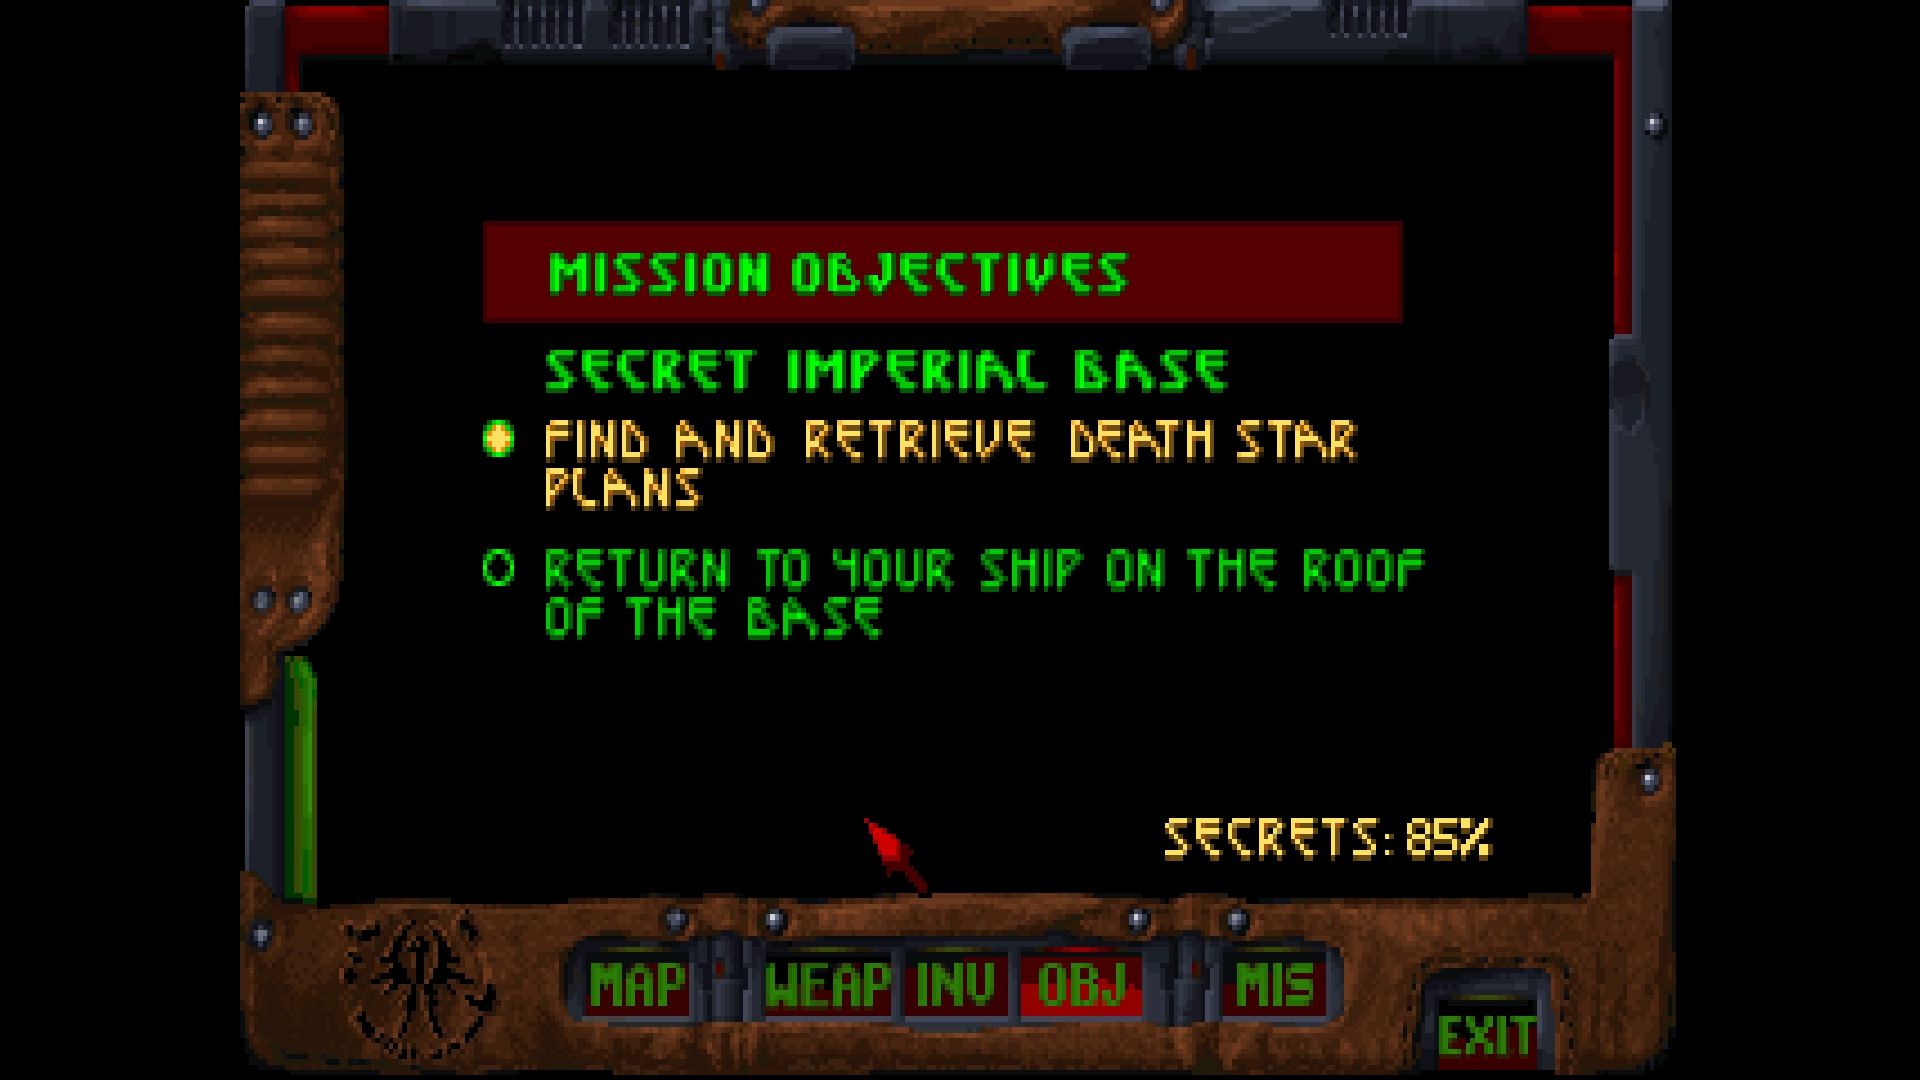 MISSION OBJECTIVES
SECRET IMPERIAL BASE
FIND AND RETRIEVE DEATH STAR
PLANS
RETURN TO YOUR SHIP ON THE ROOF
OF THE BASE
SECRETS: 85%
MAP WEAP INV OBJ MIS
EXIT